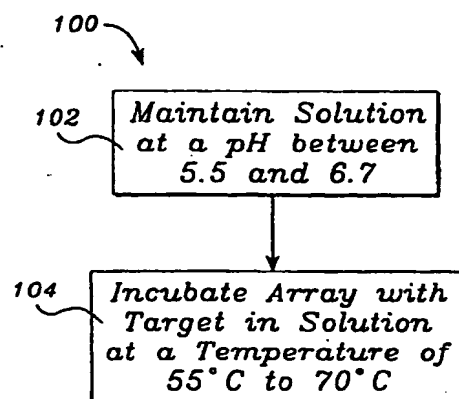 100
102
Maintain Solution
at a pH between
5.5 and 6.7
104
Incubate Array with
Target in Solution
at a Temperature of
55°C to 70°C